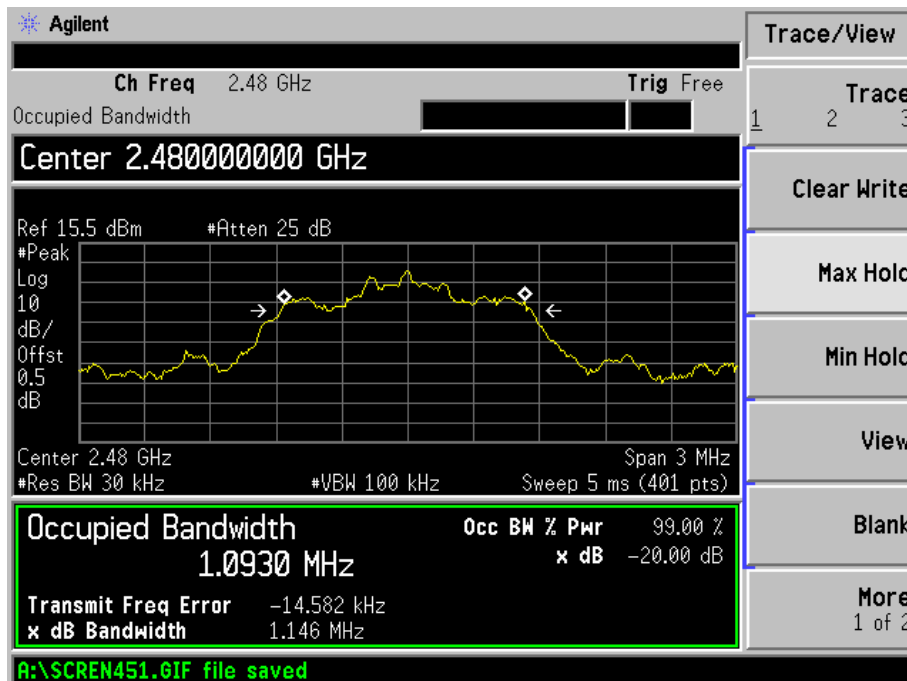 Agilent
Trace/View
Ch Freq 2.48 GHz Trig Free
Occupied Bandwidth
Trace
1 2 3
Center 2.480000000 GHz
Clear Write
Ref 15.5 dBm #Atten 25 dB
#Peak
Log
10
dB/
Offst
0.5
dB
Max Hold
Min Hold
Center 2.48 GHz Span 3 MHz
#Res BW 30 kHz #VBW 100 kHz Sweep 5 ms (401 pts)
View
Occupied Bandwidth
1.0930 MHz
Occ BW % Pwr 99.00 %
x dB -20.00 dB
Blank
Transmit Freq Error -14.582 kHz
x dB Bandwidth 1.146 MHz
More
1 of 2
A:\SCREN451.GIF file saved